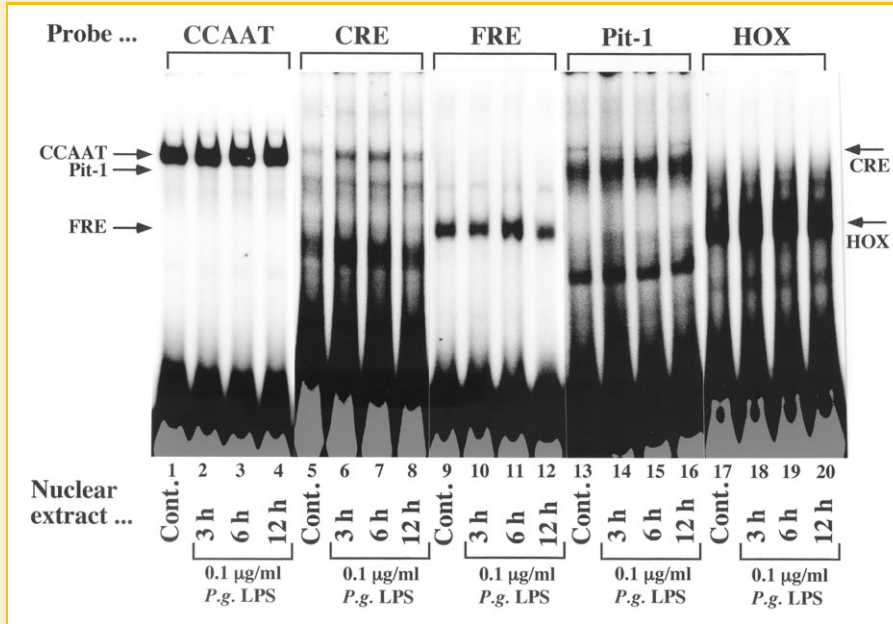 Probe ... CCAAT CRE FRE Pit-1 HOX
CCAAT
Pit-1
FRE
CRE
HOX
1 2 3 4 5 6 7 8 9 10 11 12 13 14 15 16 17 18 19 20
Nuclear
extract ...
Cont. 3 h 6 h 12 h Cont. 3 h 6 h 12 h Cont. 3 h 6 h 12 h Cont. 3 h 6 h 12 h Cont. 3 h 6 h 12 h
0.1 µg/ml 0.1 µg/ml 0.1 µg/ml 0.1 µg/ml 0.1 µg/ml
P.g. LPS P.g. LPS P.g. LPS P.g. LPS P.g. LPS